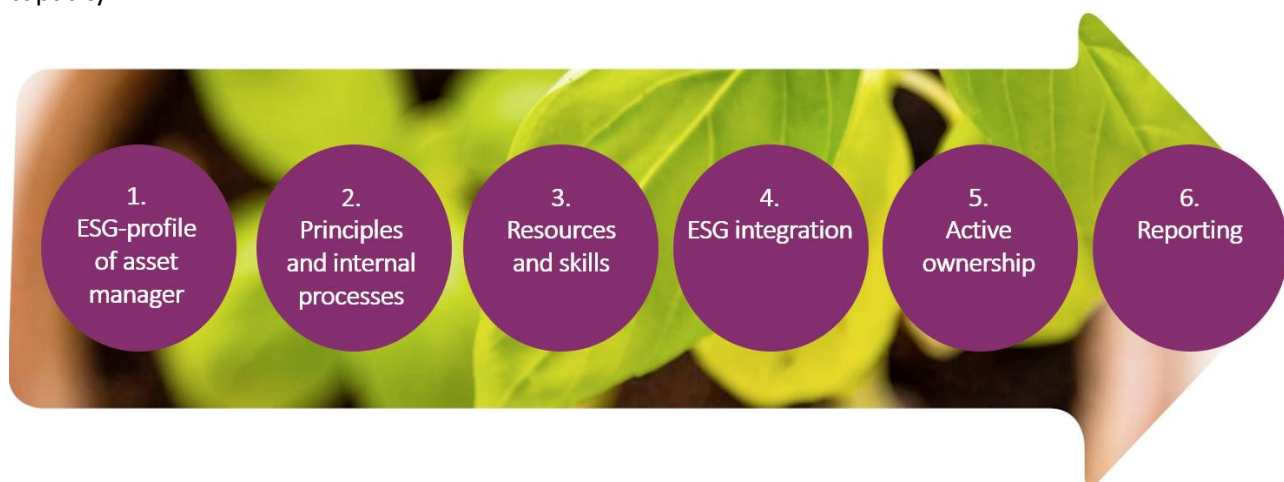 1.
ESG-profile
of asset
manager
2.
Principles
and internal
processes
3.
Resources
and skills
4.
ESG integration
5.
Active
ownership
6.
Reporting